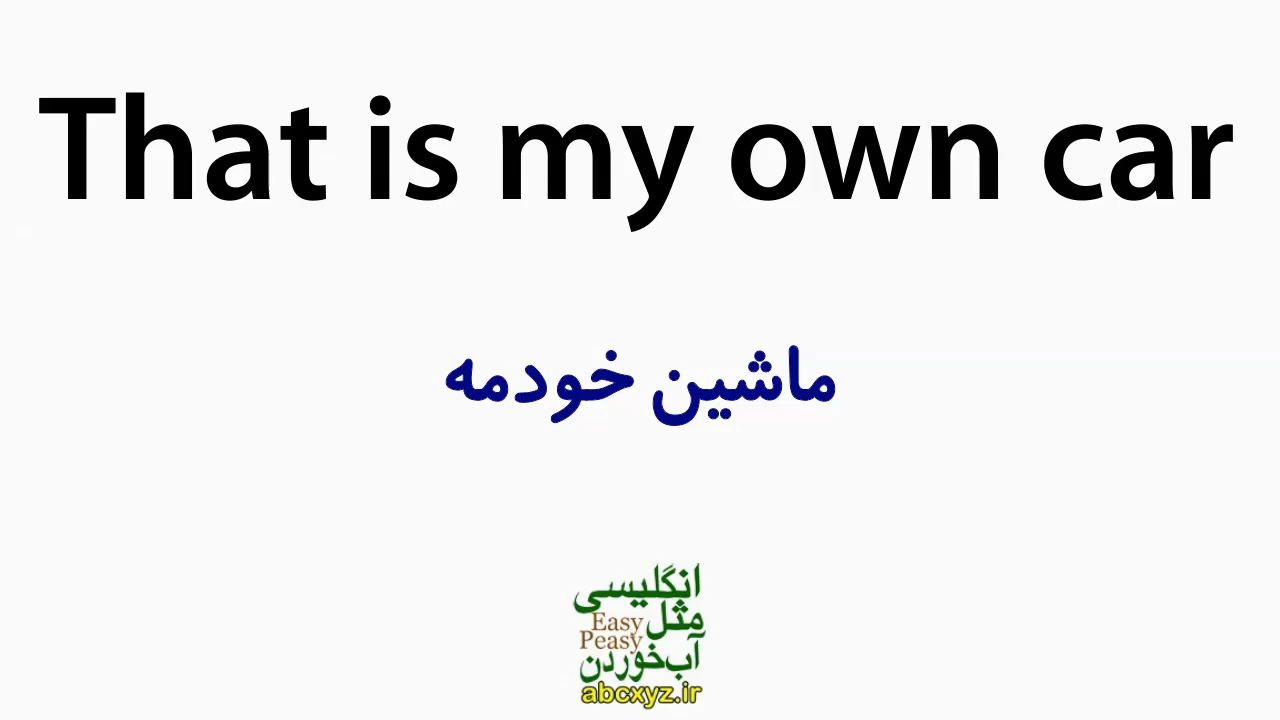 That is my own car
ماشین خودمه
انگلیسی
مثل
Easy
Peasy
آب‌خوردن
abcxyz.ir